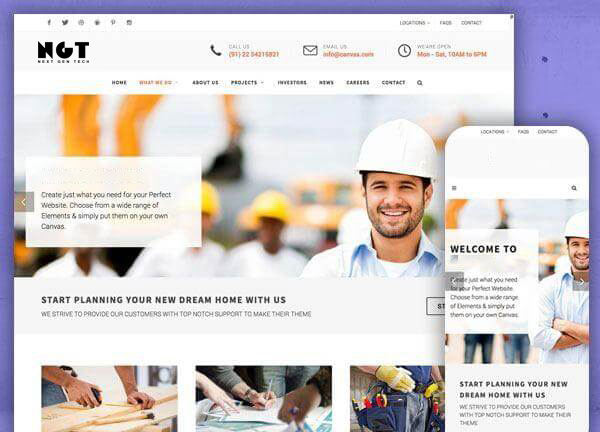 LOCATIONS FAQS CONTACT
NGT
NEXT GEN TECH
CALL US
(91) 22 54215821
EMAIL US
info@canvas.com
WE ARE OPEN
Mon - Sat, 10AM to 6PM
HOME WHAT WE DO ABOUT US PROJECTS INVESTORS NEWS CAREERS CONTACT
Create just what you need for your Perfect
Website. Choose from a wide range of
Elements & simply put them on your own
Canvas.
START PLANNING YOUR NEW DREAM HOME WITH US
WE STRIVE TO PROVIDE OUR CUSTOMERS WITH TOP NOTCH SUPPORT TO MAKE THEIR THEME
ST
LOCATIONS FAQS CONTACT
WELCOME TO
Create just what you need
for your Perfect Website.
Choose from a wide range
of Elements & simply put
them on your own Canvas.
START PLANNING YOUR NEW
DREAM HOME WITH US
WE STRIVE TO PROVIDE OUR CUSTOMERS
WITH TOP NOTCH SUPPORT TO MAKE THEIR
THEME